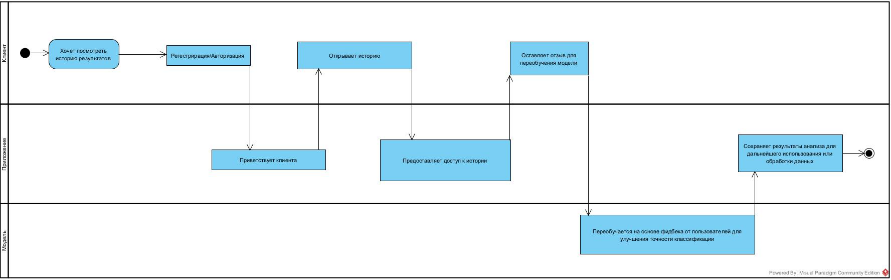 Клиент
Хочет посмотреть
историю результатов
Регистрирация/Авторизация
Открывает историю
Оставляет отзыв для
переобучения модели
Приложение
Приветствует клиента
Предоставляет доступ к истории
Сохраняет результаты анализа для
дальнейшего использования или
обработки данных
Модель
Переобучается на основе фидбека от пользователей для
улучшения точности классификации
Powered By: Visual Paradigm Community Edition